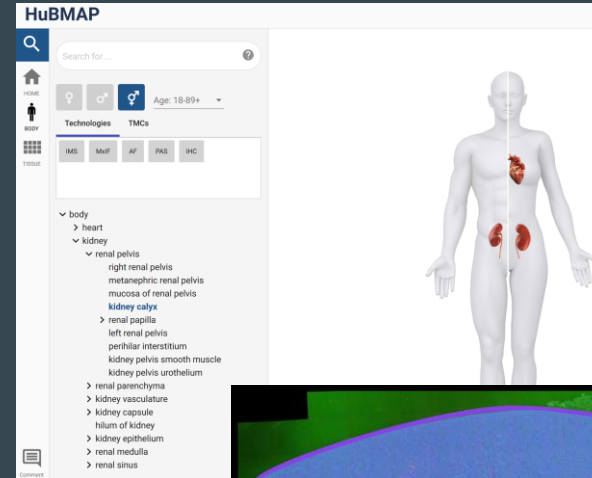 HuBMAP
Search for ...
HOME
BODY
TISSUE
Age: 18-89+
Technologies TMCs
IMS MxIF AF PAS IHC
body
heart
kidney
renal pelvis
right renal pelvis
metanephric renal pelvis
mucosa of renal pelvis
kidney calyx
renal papilla
left renal pelvis
perihilar interstitium
kidney pelvis smooth muscle
kidney pelvis urothelium
renal parenchyma
kidney vasculature
kidney capsule
hilum of kidney
kidney epithelium
renal medulla
renal sinus
Comment